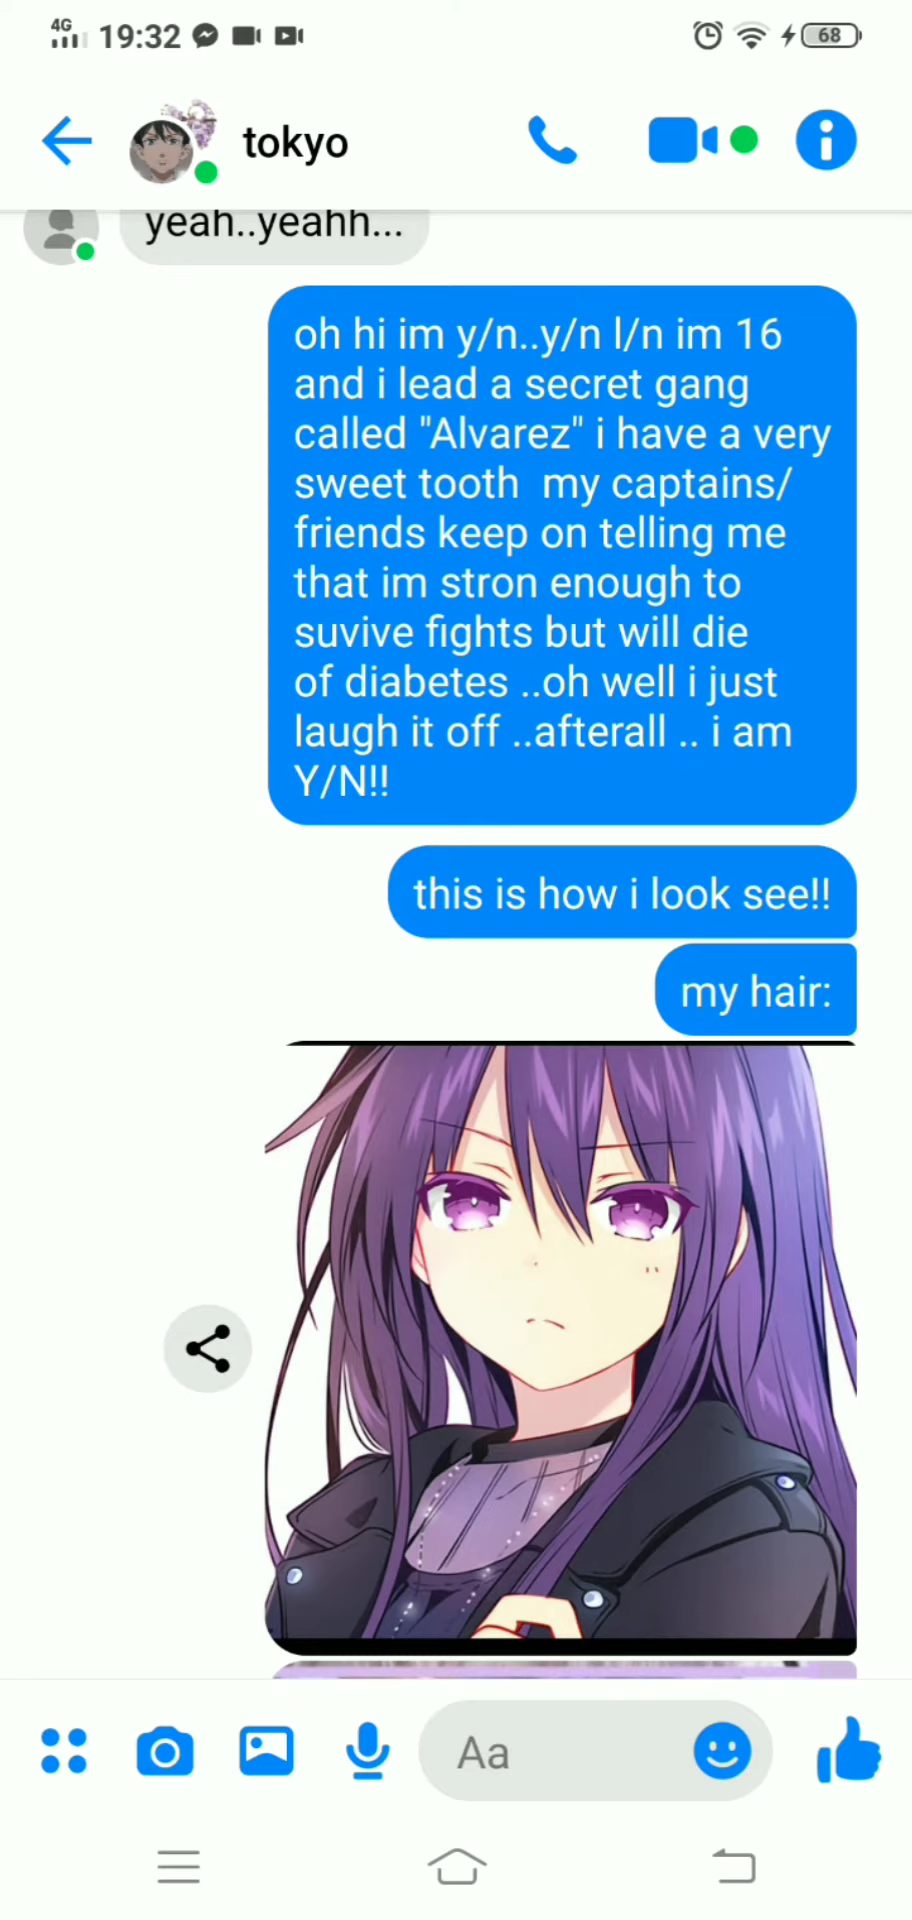 4G 19:32 68
tokyo
yeah..yeahh...
oh hi im y/n..y/n l/n im 16
and i lead a secret gang
called "Alvarez" i have a very
sweet tooth  my captains/
friends keep on telling me
that im stron enough to
suvive fights but will die
of diabetes ..oh well i just
laugh it off ..afterall .. i am
Y/N!!
this is how i look see!!
my hair:
Aa